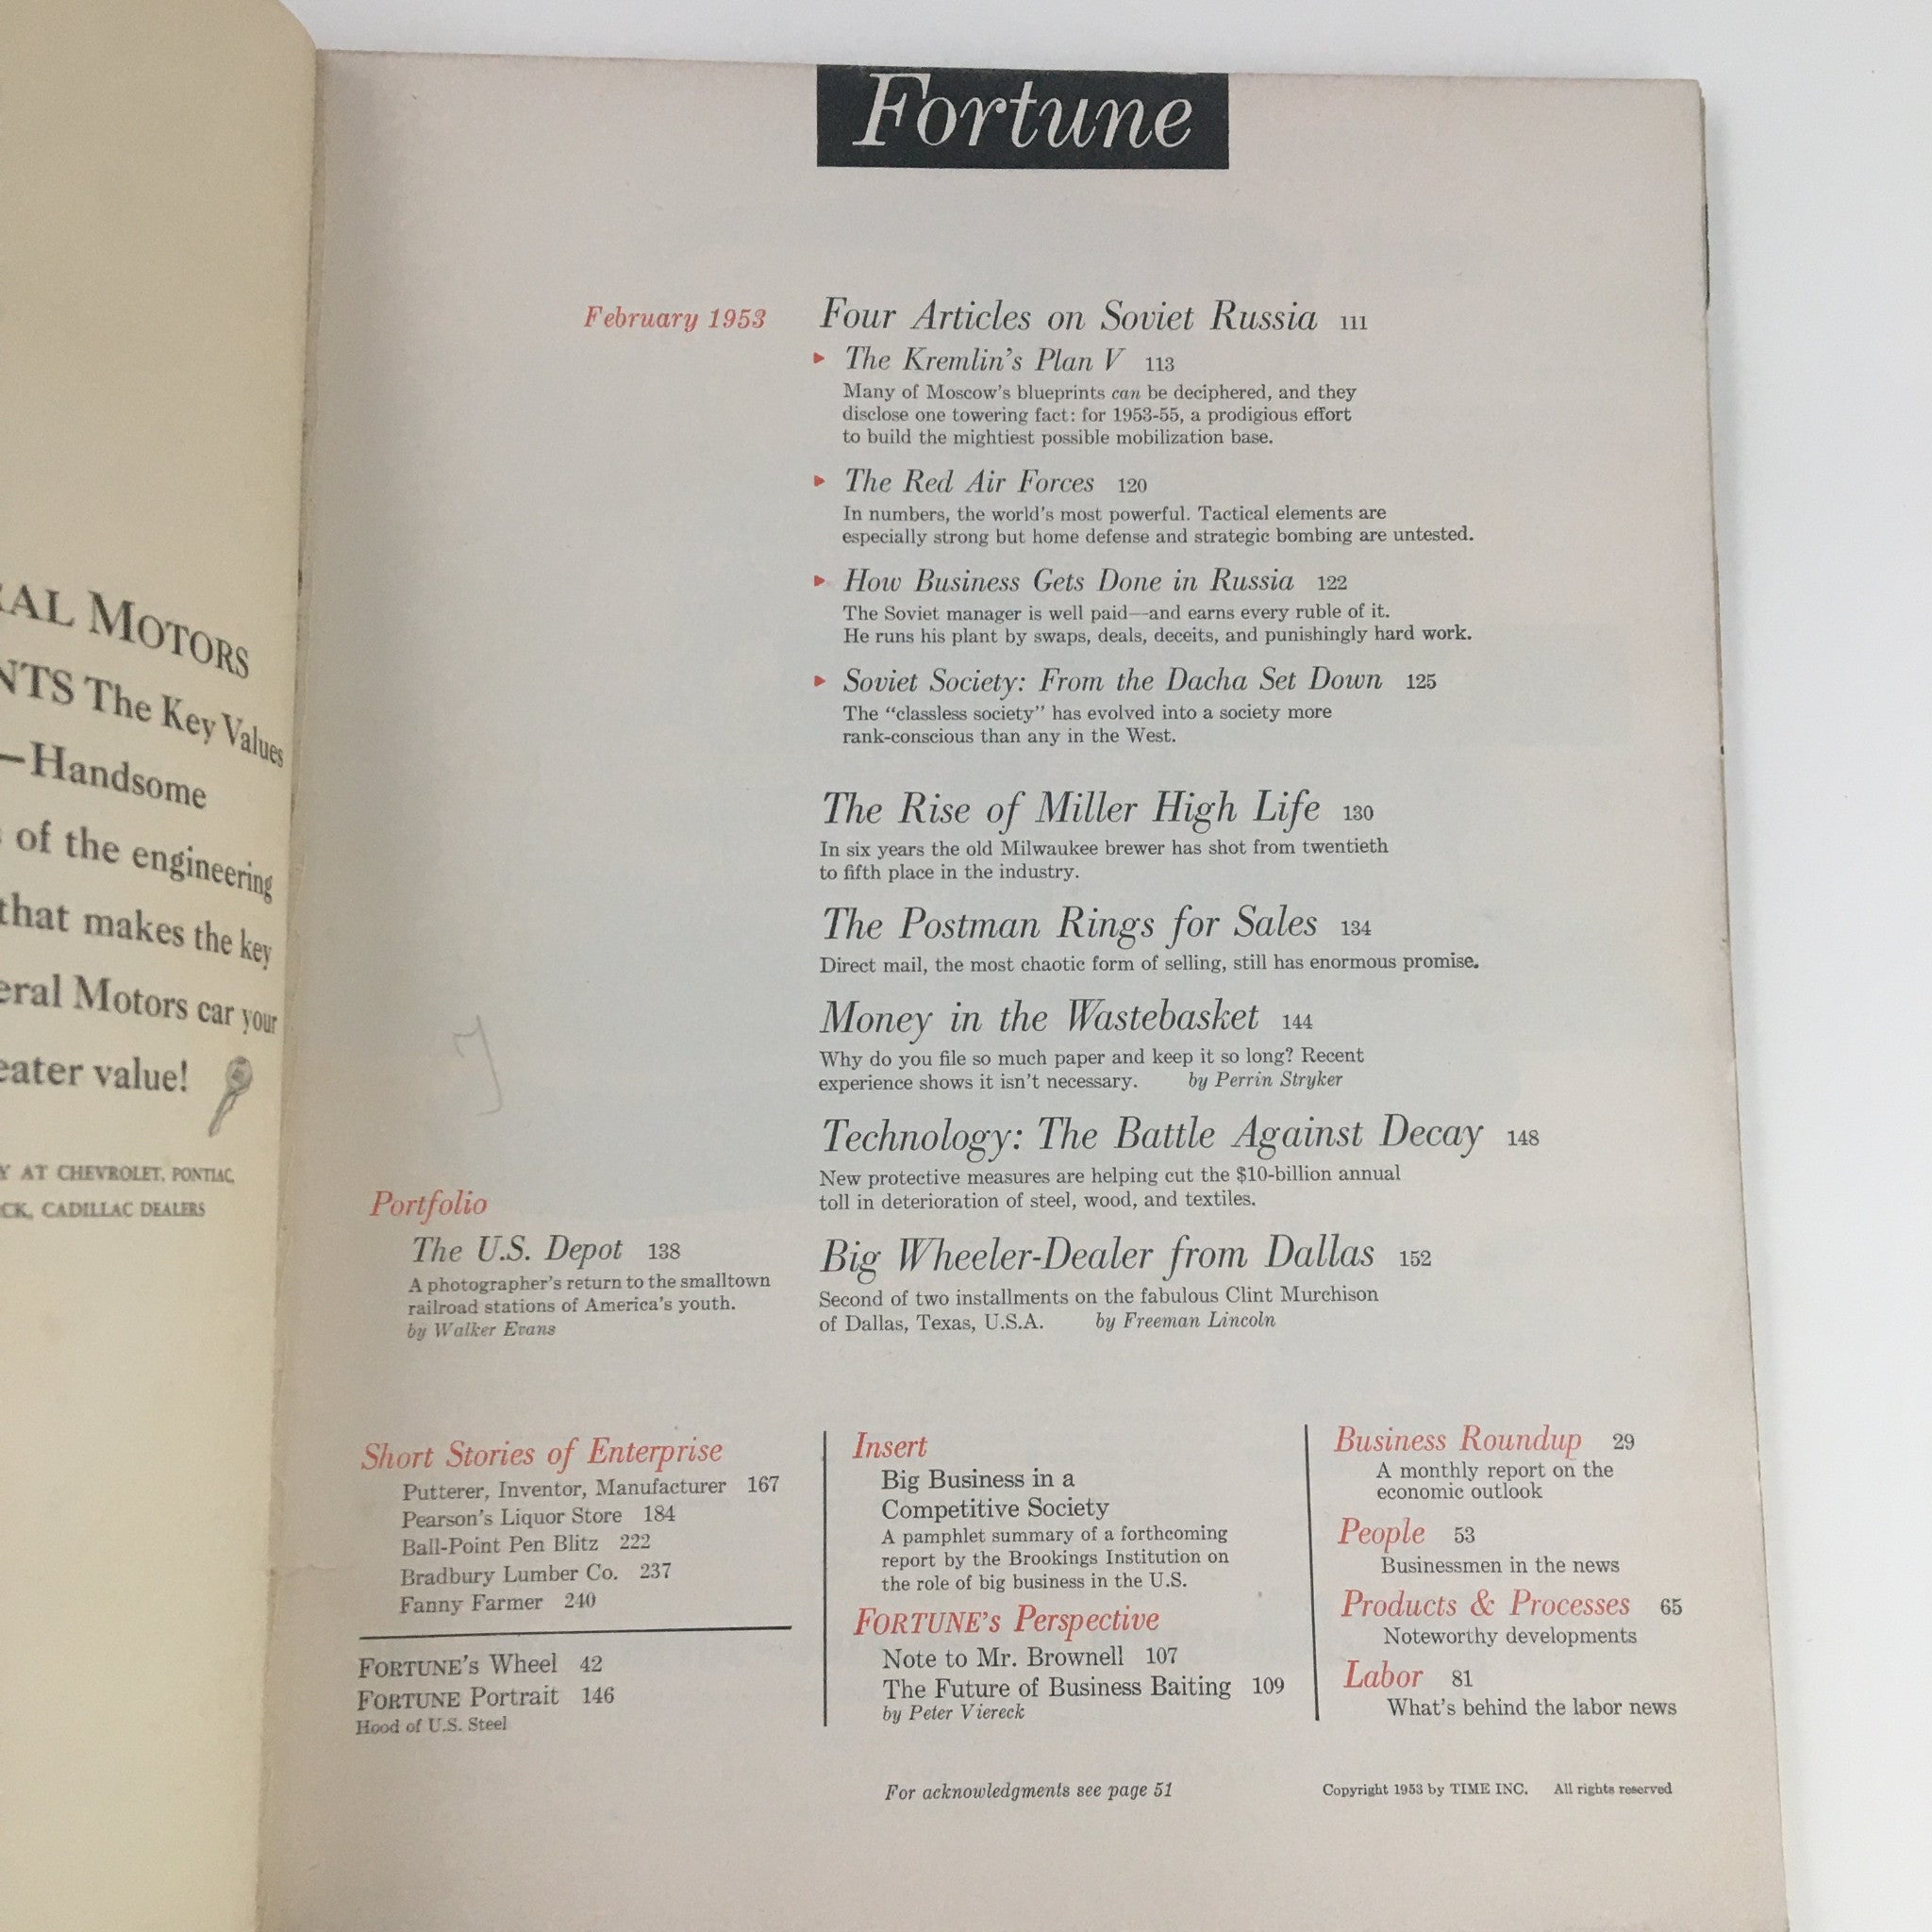 AL MOTORS
NTS The Key Values
—Handsome
of the engineering
that makes the key
eral Motors car your
eater value!
Y AT CHEVROLET, PONTIAC,
CK, CADILLAC DEALERS
Fortune
February 1953
Four Articles on Soviet Russia 111
The Kremlin's Plan V 113
Many of Moscow's blueprints can be deciphered, and they
disclose one towering fact: for 1953-55, a prodigious effort
to build the mightiest possible mobilization base.
The Red Air Forces 120
In numbers, the world's most powerful. Tactical elements are
especially strong but home defense and strategic bombing are untested.
How Business Gets Done in Russia 122
The Soviet manager is well paid—and earns every ruble of it.
He runs his plant by swaps, deals, deceits, and punishingly hard work.
Soviet Society: From the Dacha Set Down 125
The "classless society" has evolved into a society more
rank-conscious than any in the West.
The Rise of Miller High Life 130
In six years the old Milwaukee brewer has shot from twentieth
to fifth place in the industry.
The Postman Rings for Sales 134
Direct mail, the most chaotic form of selling, still has enormous promise.
Money in the Wastebasket 144
Why do you file so much paper and keep it so long? Recent
experience shows it isn't necessary. by Perrin Stryker
Technology: The Battle Against Decay 148
New protective measures are helping cut the $10-billion annual
toll in deterioration of steel, wood, and textiles.
Big Wheeler-Dealer from Dallas 152
Second of two installments on the fabulous Clint Murchison
of Dallas, Texas, U.S.A. by Freeman Lincoln
Portfolio
The U.S. Depot 138
A photographer's return to the smalltown
railroad stations of America's youth.
by Walker Evans
Short Stories of Enterprise
Putterer, Inventor, Manufacturer 167
Pearson's Liquor Store 184
Ball-Point Pen Blitz 222
Bradbury Lumber Co. 237
Fanny Farmer 240
FORTUNE's Wheel 42
FORTUNE Portrait 146
Hood of U.S. Steel
Insert
Big Business in a
Competitive Society
A pamphlet summary of a forthcoming
report by the Brookings Institution on
the role of big business in the U.S.
FORTUNE's Perspective
Note to Mr. Brownell 107
The Future of Business Baiting 109
by Peter Viereck
Business Roundup 29
A monthly report on the
economic outlook
People 53
Businessmen in the news
Products & Processes 65
Noteworthy developments
Labor 81
What's behind the labor news
For acknowledgments see page 51
Copyright 1953 by TIME INC. All rights reserved